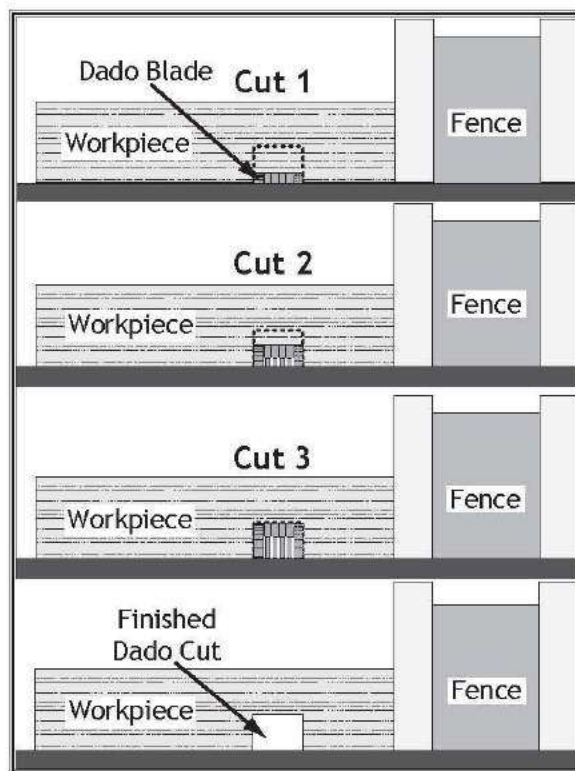 Dado Blade
Cut 1
Workpiece
Fence
Cut 2
Workpiece
Fence
Cut 3
Workpiece
Fence
Finished
Dado Cut
Workpiece
Fence